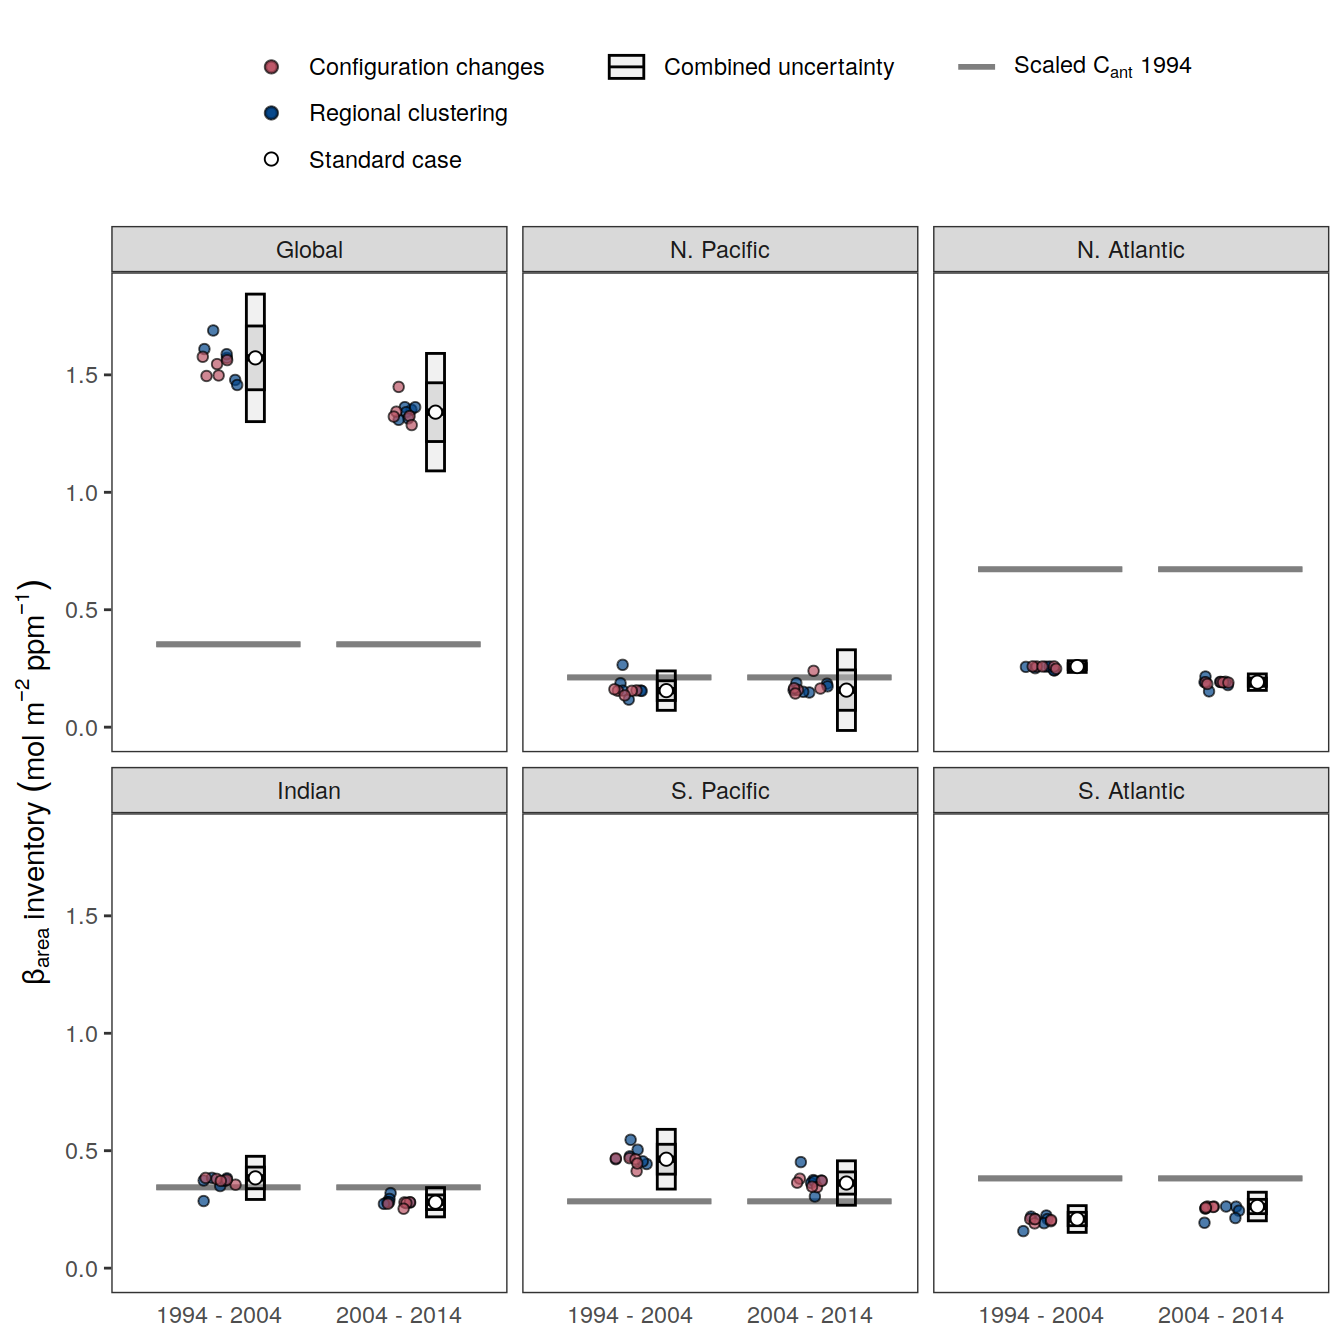 Configuration changes
Combined uncertainty
Scaled C_ant 1994
Regional clustering
Standard case
Global
N. Pacific
N. Atlantic
1.5
1.0
0.5
0.0
Indian
S. Pacific
S. Atlantic
1.5
1.0
0.5
0.0
β_area inventory (mol m⁻² ppm⁻¹)
1994 - 2004
2004 - 2014
1994 - 2004
2004 - 2014
1994 - 2004
2004 - 2014